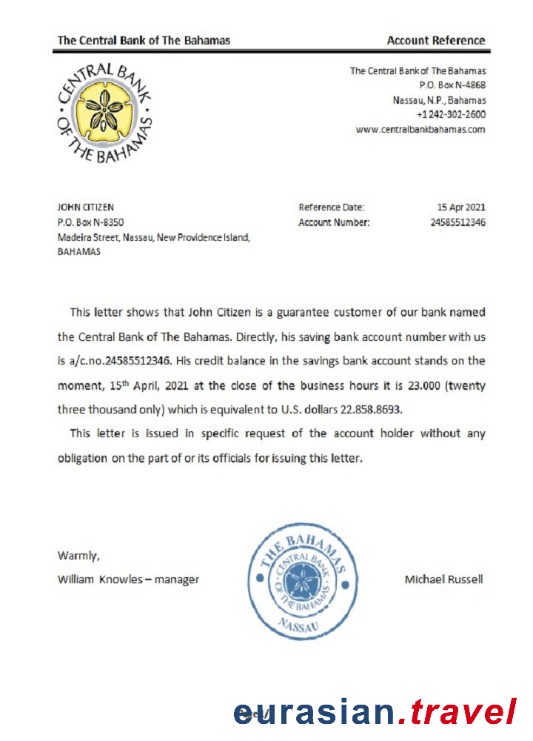 The Central Bank of The Bahamas Account Reference
CENTRAL BANK
OF THE BAHAMAS
The Central Bank of The Bahamas
P.O. Box N-4868
Nassau, N.P., Bahamas
+1 242-302-2600
www.centralbankbahamas.com
JOHN CITIZEN Reference Date: 15 Apr 2021
P.O. Box N-8350 Account Number: 24585512346
Madeira Street, Nassau, New Providence Island,
BAHAMAS
This letter shows that John Citizen is a guarantee customer of our bank named
the Central Bank of The Bahamas. Directly, his saving bank account number with us
is a/c.no.24585512346. His credit balance in the savings bank account stands on the
moment, 15th April, 2021 at the close of the business hours it is 23.000 (twenty
three thousand only) which is equivalent to U.S. dollars 22.858.8693.
This letter is issued in specific request of the account holder without any
obligation on the part of or its officials for issuing this letter.
THE BAHAMAS
CENTRAL BANK
OF THE BAHAMAS
NASSAU
Warmly,
William Knowles – manager Michael Russell
eurasian.travel